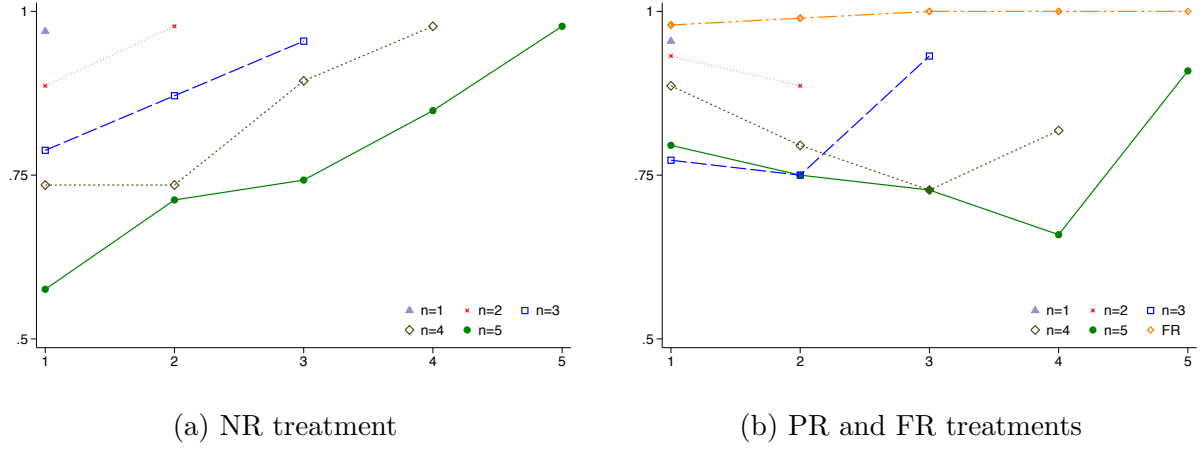 1
.75
.5
1 2 3 4 5
n=1 n=2 n=3
n=4 n=5
(a) NR treatment
1
.75
.5
1 2 3 4 5
n=1 n=2 n=3
n=4 n=5 FR
(b) PR and FR treatments